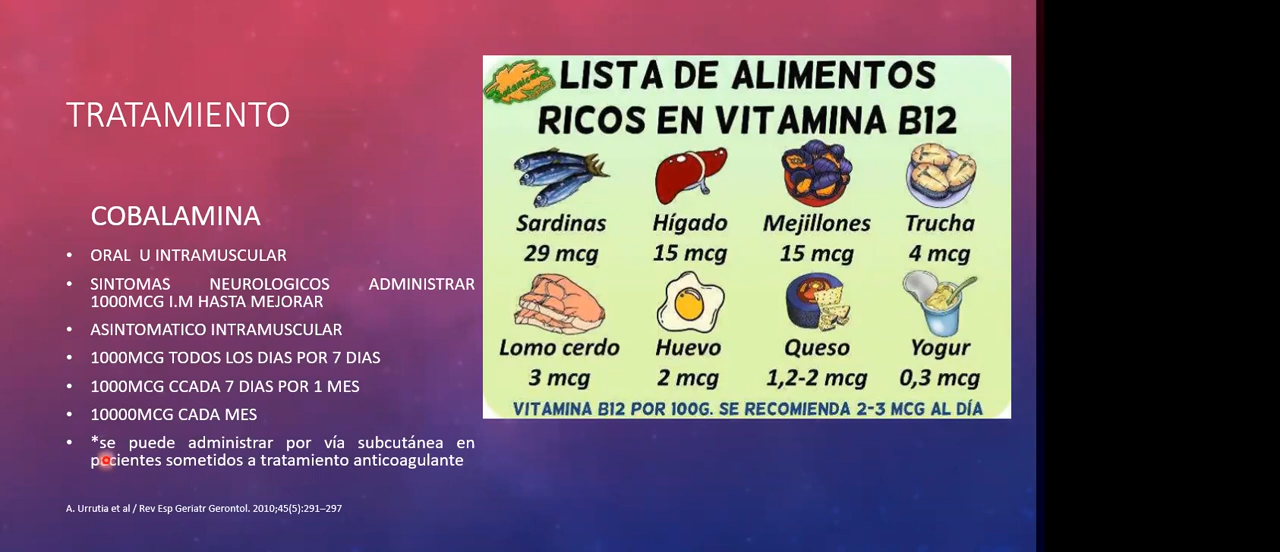 TRATAMIENTO
COBALAMINA
• ORAL U INTRAMUSCULAR
• SINTOMAS NEUROLOGICOS ADMINISTRAR
1000MCG I.M HASTA MEJORAR
• ASINTOMATICO INTRAMUSCULAR
• 1000MCG TODOS LOS DIAS POR 7 DIAS
• 1000MCG CCADA 7 DIAS POR 1 MES
• 10000MCG CADA MES
• *se puede administrar por vía subcutánea en
pacientes sometidos a tratamiento anticoagulante
A. Urrutia et al / Rev Esp Geriatr Gerontol. 2010;45(5):291–297
LISTA DE ALIMENTOS
RICOS EN VITAMINA B12
Sardinas Hígado Mejillones Trucha
29 mcg 15 mcg 15 mcg 4 mcg
Lomo cerdo Huevo Queso Yogur
3 mcg 2 mcg 1,2-2 mcg 0,3 mcg
VITAMINA B12 POR 100G. SE RECOMIENDA 2-3 MCG AL DÍA